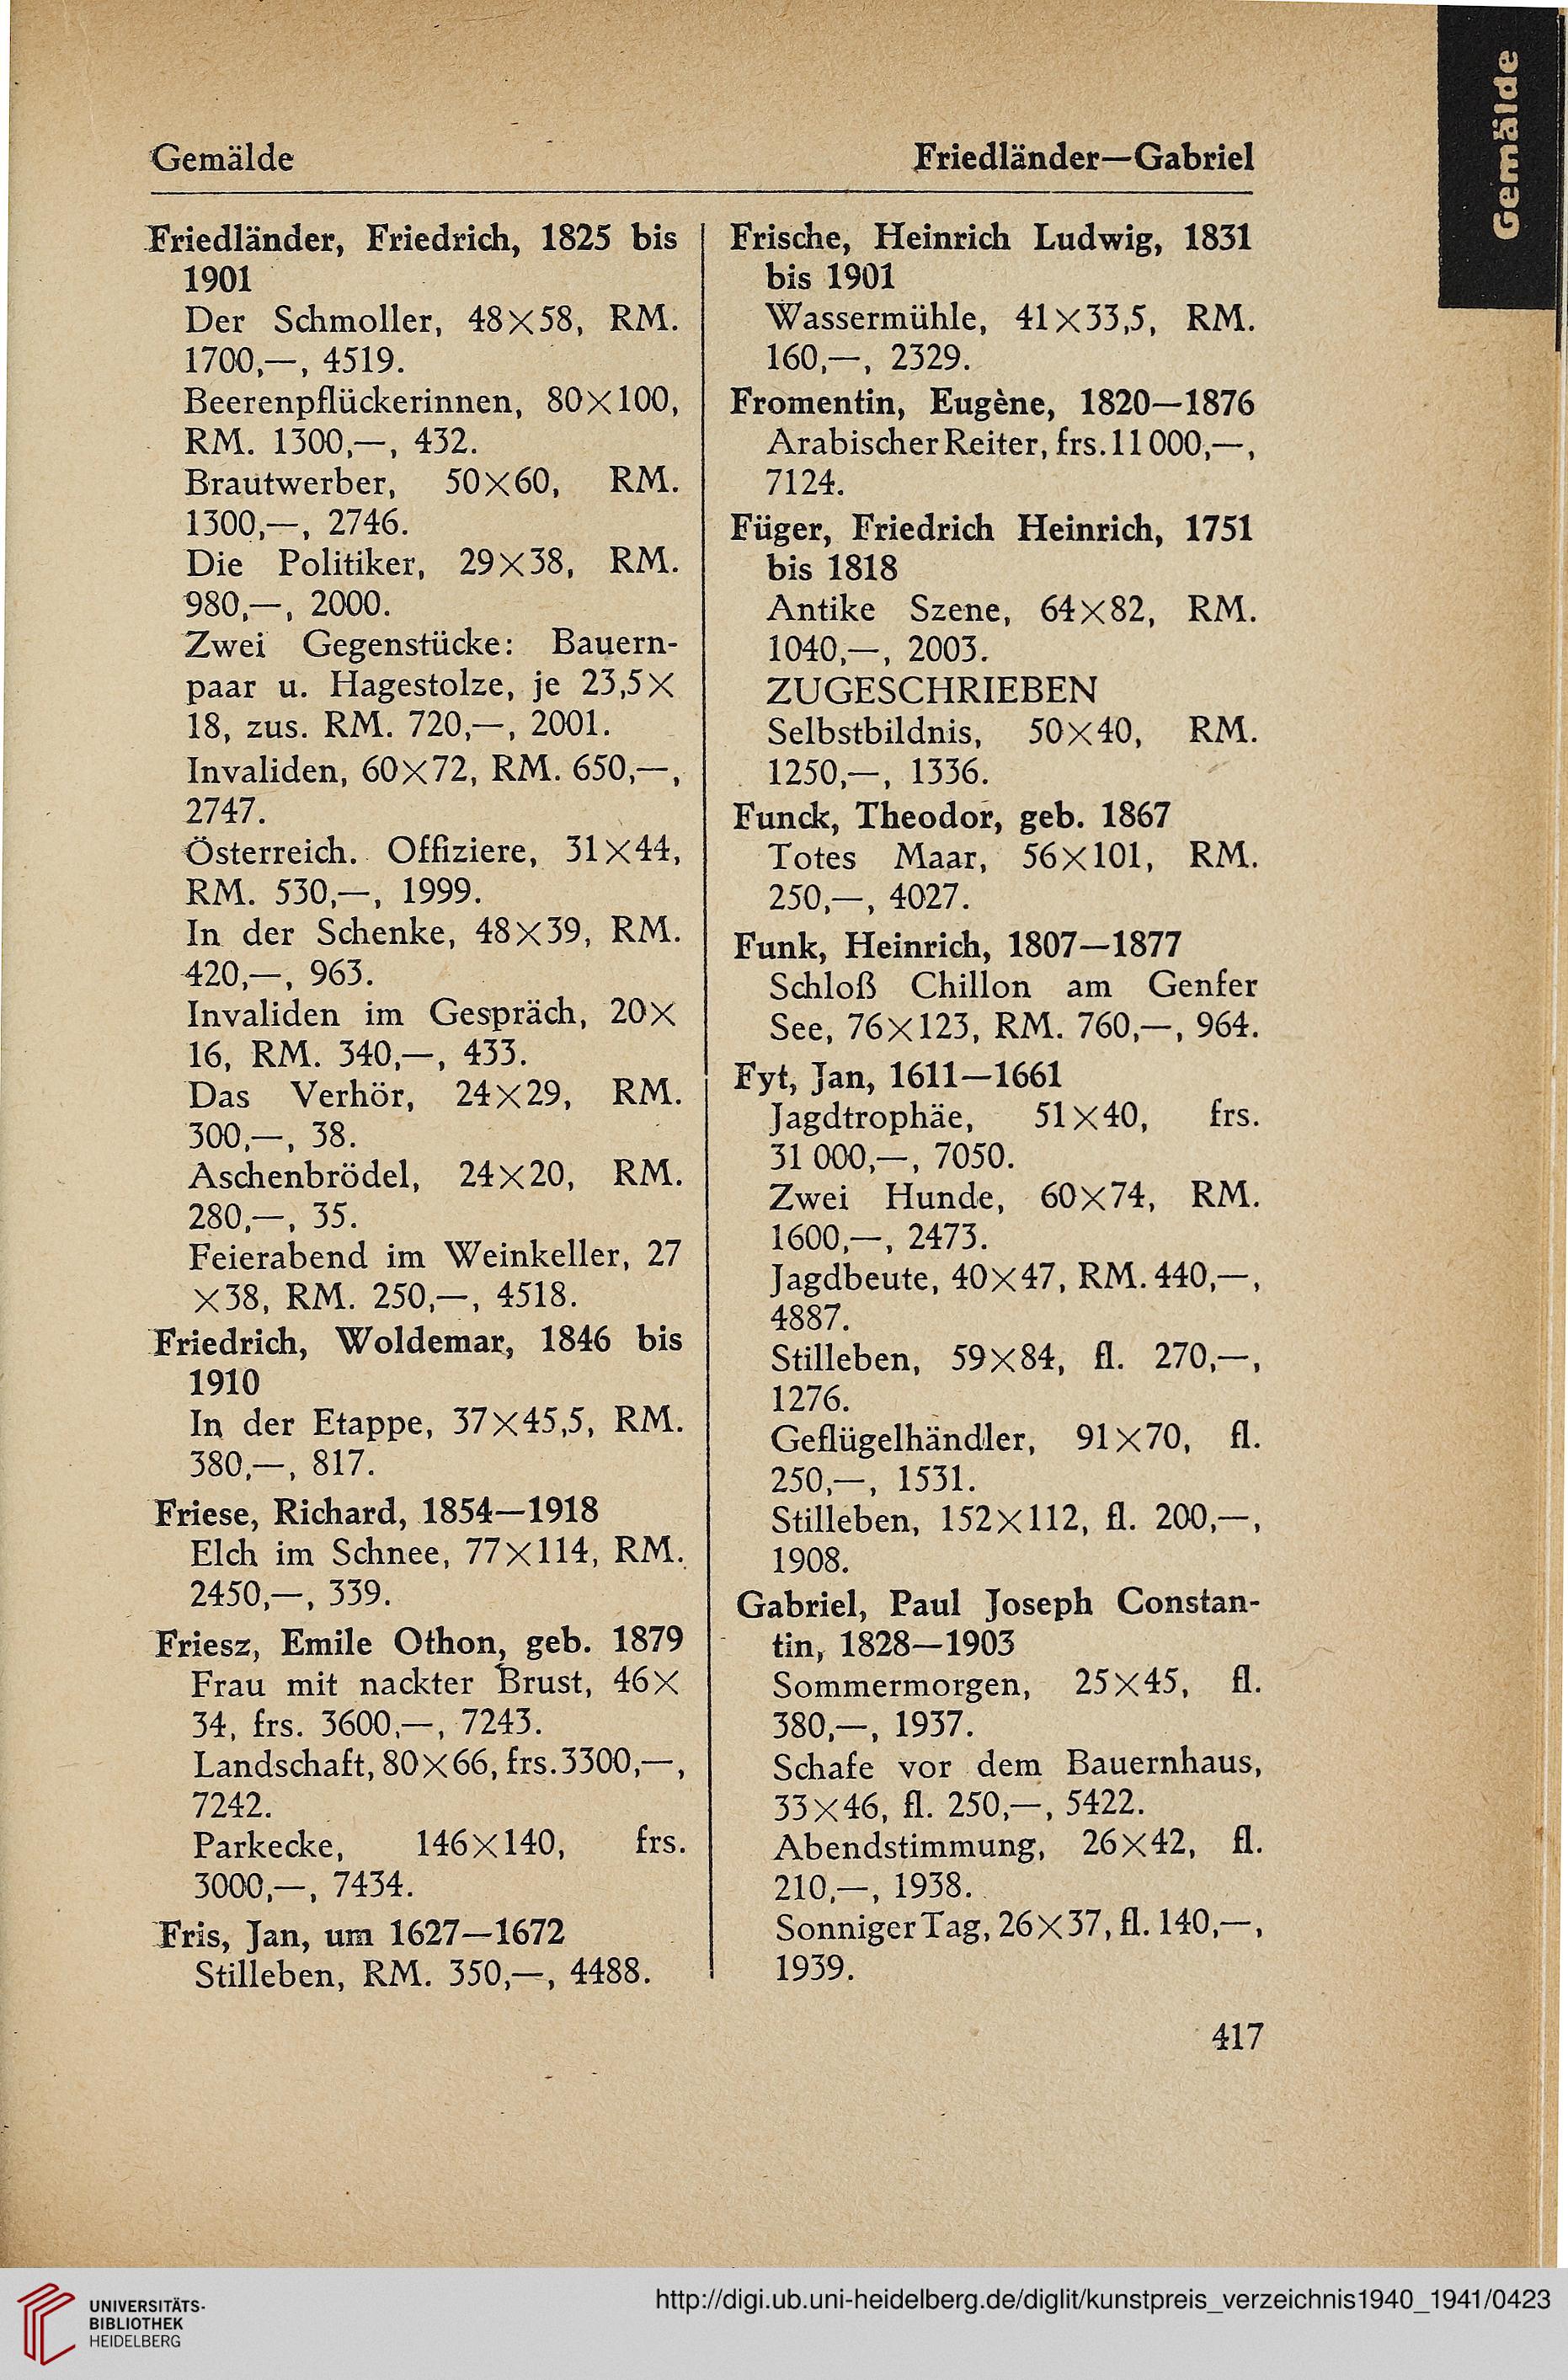 Gemälde
Gemälde
Friedländer—Gabriel
Friedländer, Friedrich, 1825 bis
1901
Der Schmoller, 48×58, RM.
1700,—, 4519.
Beerenpflückerinnen, 80×100,
RM. 1300,—, 432.
Brautwerber, 50×60, RM.
1300,—, 2746.
Die Politiker, 29×38, RM.
980,—, 2000.
Zwei Gegenstücke: Bauern-
paar u. Hagestolze, je 23,5×
18, zus. RM. 720,—, 2001.
Invaliden, 60×72, RM. 650,—,
2747.
Österreich. Offiziere, 31×44,
RM. 530,—, 1999.
In der Schenke, 48×39, RM.
420,—, 963.
Invaliden im Gespräch, 20×
16, RM. 340,—, 433.
Das Verhör, 24×29, RM.
300,—, 38.
Aschenbrödel, 24×20, RM.
280,—, 35.
Feierabend im Weinkeller, 27
×38, RM. 250,—, 4518.
Friedrich, Woldemar, 1846 bis
1910
In der Etappe, 37×45,5, RM.
380,—, 817.
Friese, Richard, 1854—1918
Elch im Schnee, 77×114, RM.
2450,—, 339.
Friesz, Emile Othon, geb. 1879
Frau mit nackter Brust, 46×
34, frs. 3600,—, 7243.
Landschaft, 80×66, frs. 3300,—,
7242.
Parkecke, 146×140, frs.
3000,—, 7434.
Fris, Jan, um 1627—1672
Stilleben, RM. 350,—, 4488.
Frische, Heinrich Ludwig, 1831
bis 1901
Wassermühle, 41×33,5, RM.
160,—, 2329.
Fromentin, Eugène, 1820—1876
Arabischer Reiter, frs. 11 000,—,
7124.
Füger, Friedrich Heinrich, 1751
bis 1818
Antike Szene, 64×82, RM.
1040,—, 2003.
ZUGESCHRIEBEN
Selbstbildnis, 50×40, RM.
1250,—, 1336.
Funck, Theodor, geb. 1867
Totes Maar, 56×101, RM.
250,—, 4027.
Funk, Heinrich, 1807—1877
Schloß Chillon am Genfer
See, 76×123, RM. 760,—, 964.
Fyt, Jan, 1611—1661
Jagdtrophäe, 51×40, frs.
31 000,—, 7050.
Zwei Hunde, 60×74, RM.
1600,—, 2473.
Jagdbeute, 40×47, RM. 440,—,
4887.
Stilleben, 59×84, fl. 270,—,
1276.
Geflügelhändler, 91×70, fl.
250,—, 1531.
Stilleben, 152×112, fl. 200,—,
1908.
Gabriel, Paul Joseph Constan-
tin, 1828—1903
Sommermorgen, 25×45, fl.
380,—, 1937.
Schafe vor dem Bauernhaus,
33×46, fl. 250,—, 5422.
Abendstimmung, 26×42, fl.
210,—, 1938.
Sonniger Tag, 26×37, fl. 140,—,
1939.
417
UNIVERSITÄTS-
BIBLIOTHEK
HEIDELBERG
http://digi.ub.uni-heidelberg.de/diglit/kunstpreis_verzeichnis1940_1941/0423